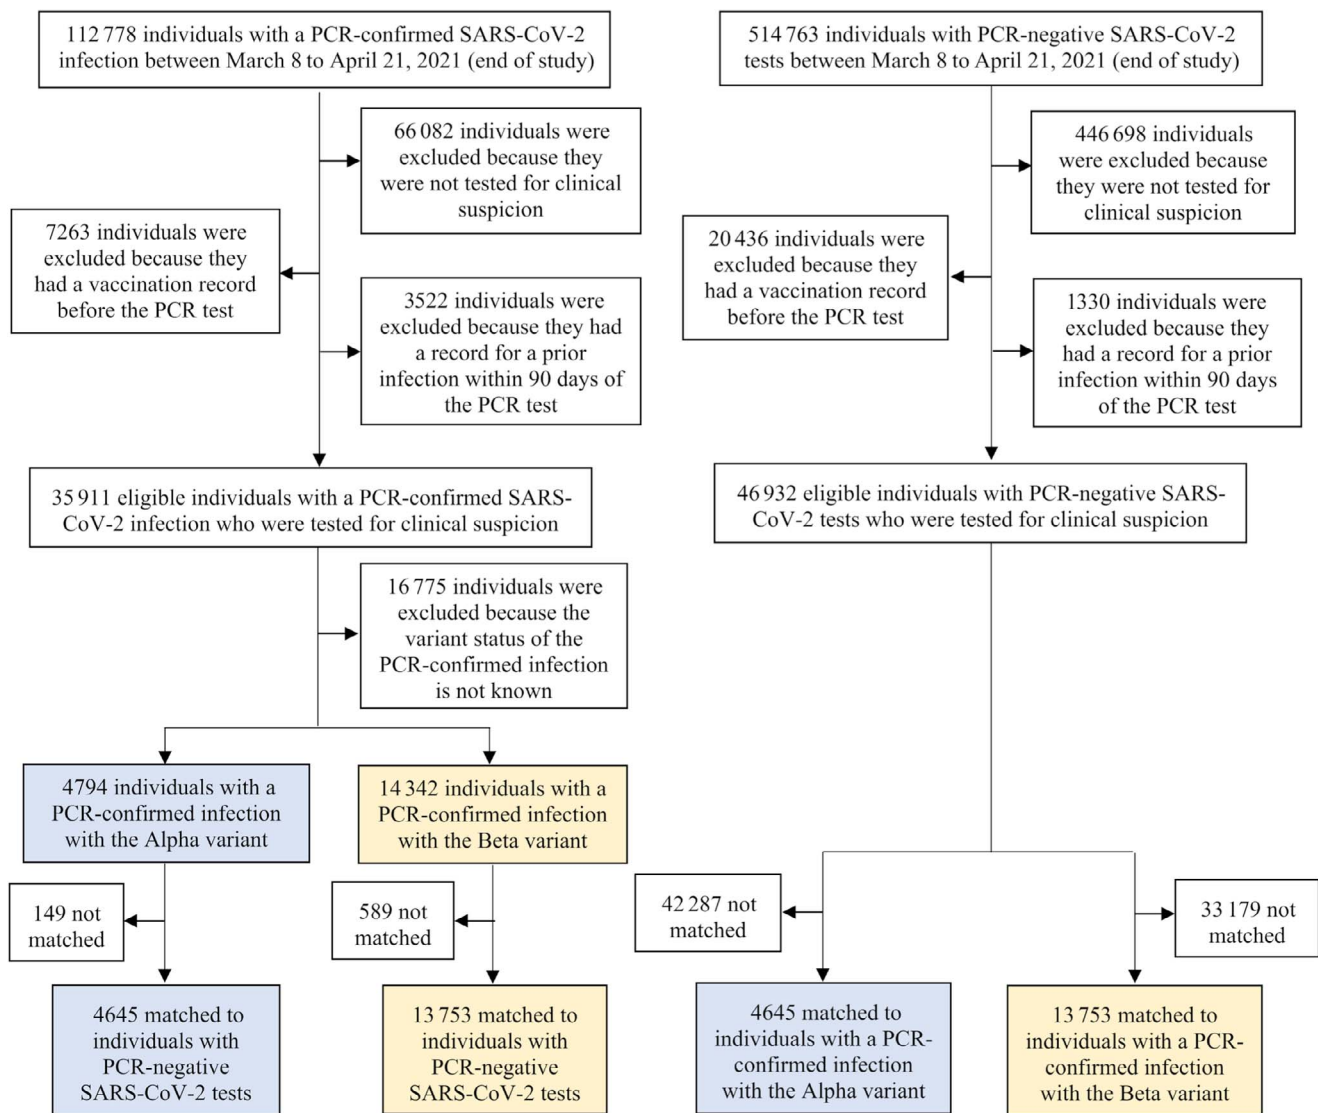 112 778 individuals with a PCR-confirmed SARS-CoV-2
infection between March 8 to April 21, 2021 (end of study)
514 763 individuals with PCR-negative SARS-CoV-2
tests between March 8 to April 21, 2021 (end of study)
66 082 individuals were
excluded because they
were not tested for clinical
suspicion
446 698 individuals
were excluded because
they were not tested for
clinical suspicion
7263 individuals were
excluded because they
had a vaccination record
before the PCR test
20 436 individuals were
excluded because they
had a vaccination record
before the PCR test
3522 individuals were
excluded because they had
a record for a prior
infection within 90 days of
the PCR test
1330 individuals were
excluded because they
had a record for a prior
infection within 90 days
of the PCR test
35 911 eligible individuals with a PCR-confirmed SARS-
CoV-2 infection who were tested for clinical suspicion
46 932 eligible individuals with PCR-negative SARS-
CoV-2 tests who were tested for clinical suspicion
16 775 individuals were
excluded because the
variant status of the
PCR-confirmed infection
is not known
4794 individuals with a
PCR-confirmed infection
with the Alpha variant
14 342 individuals with a
PCR-confirmed infection
with the Beta variant
149 not
matched
589 not
matched
42 287 not
matched
33 179 not
matched
4645 matched to
individuals with
PCR-negative
SARS-CoV-2 tests
13 753 matched to
individuals with
PCR-negative
SARS-CoV-2 tests
4645 matched to
individuals with a PCR-
confirmed infection
with the Alpha variant
13 753 matched to
individuals with a PCR-
confirmed infection
with the Beta variant